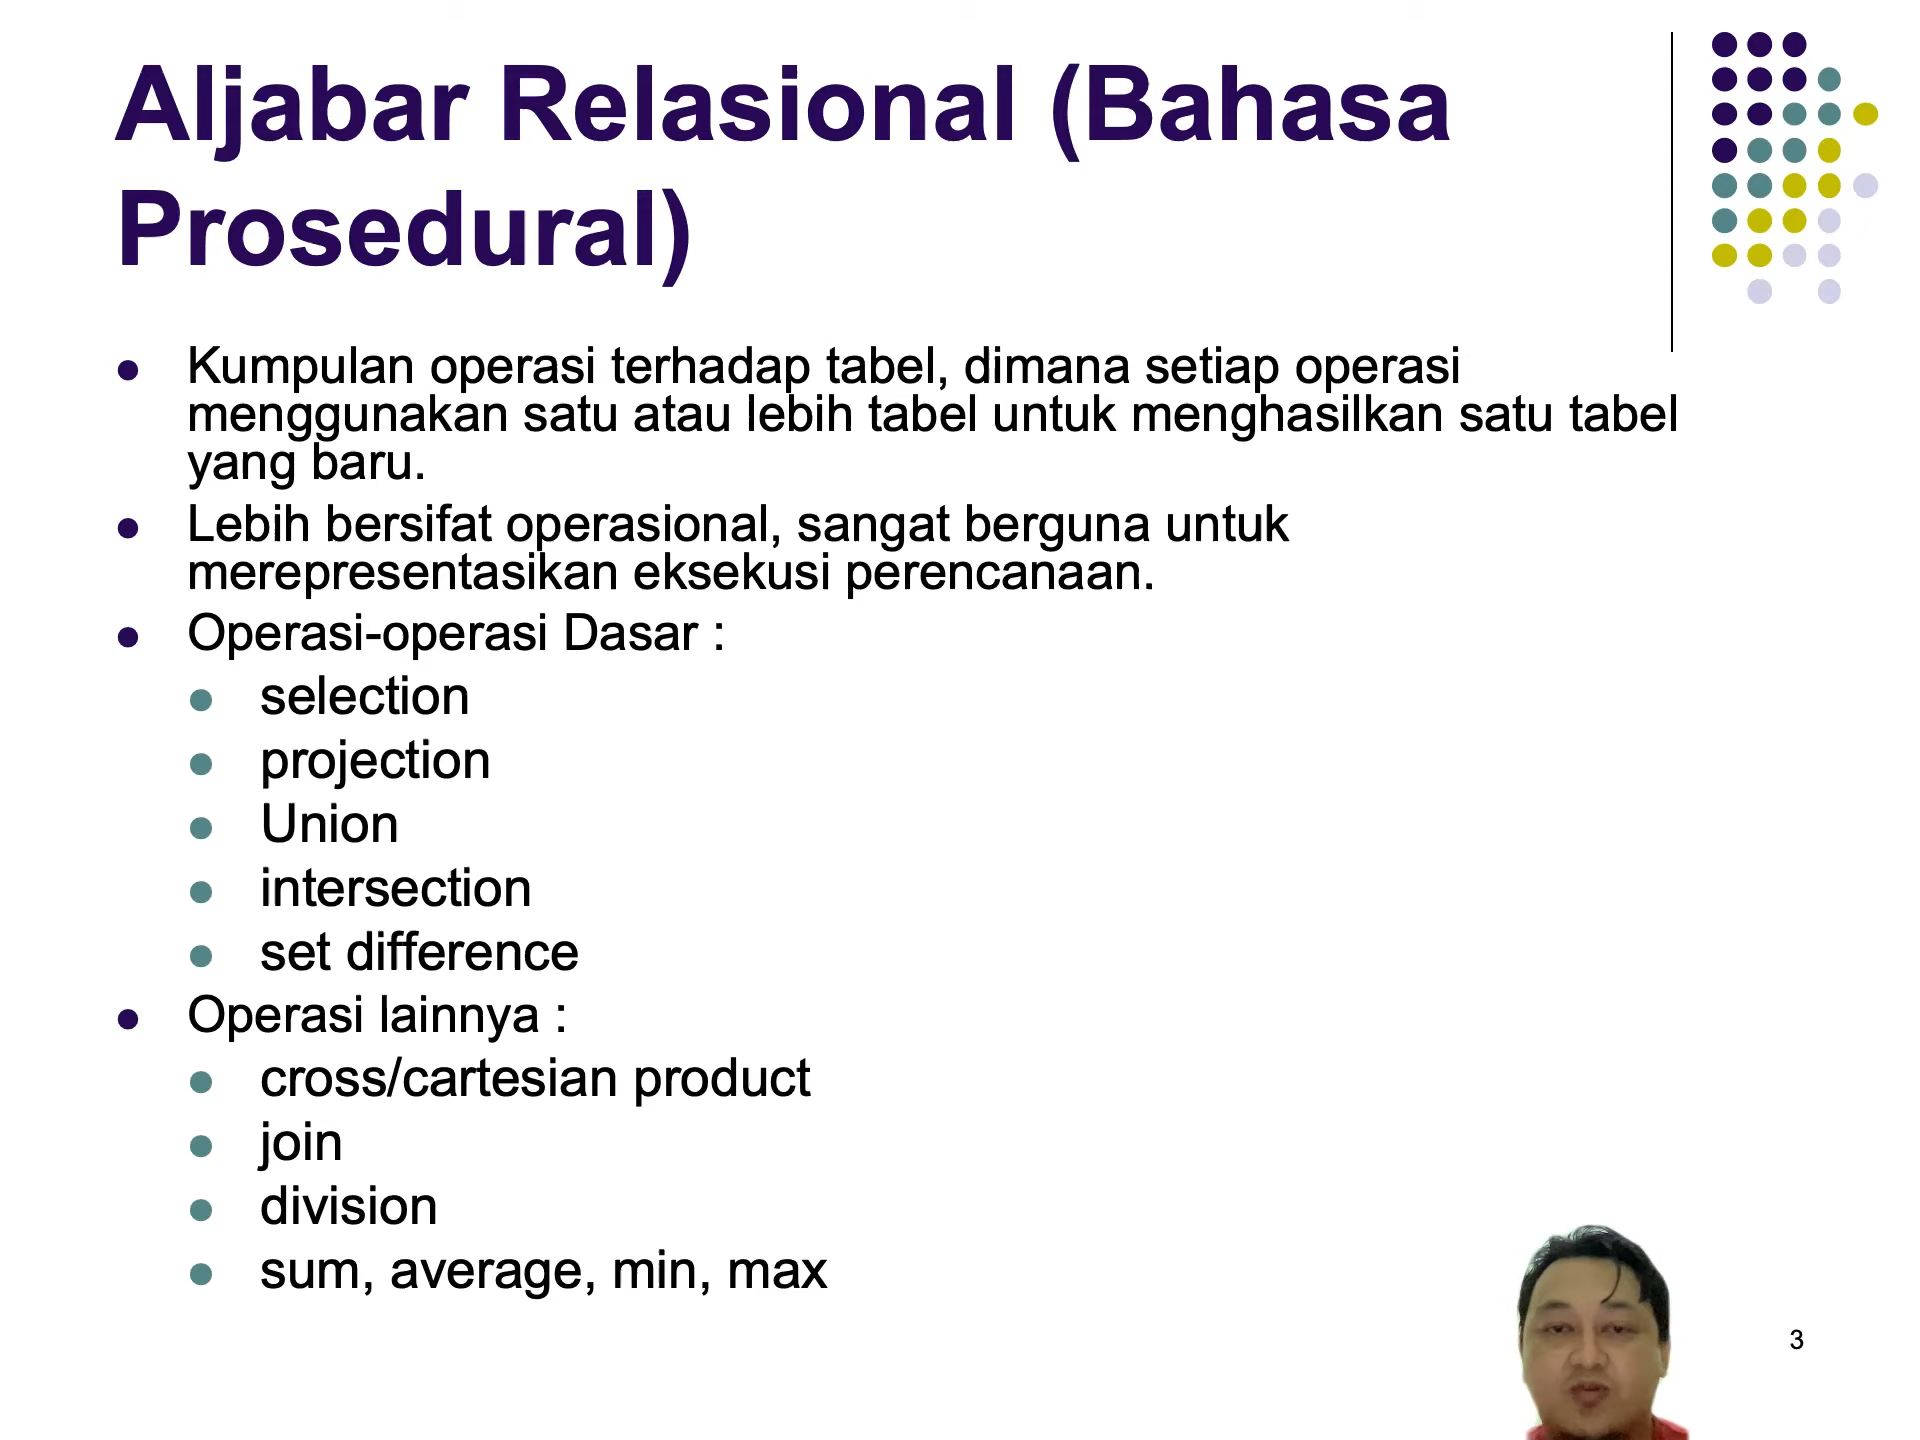 Aljabar Relasional (Bahasa
Prosedural)
Kumpulan operasi terhadap tabel, dimana setiap operasi
menggunakan satu atau lebih tabel untuk menghasilkan satu tabel
yang baru.
Lebih bersifat operasional, sangat berguna untuk
merepresentasikan eksekusi perencanaan.
Operasi-operasi Dasar :
selection
projection
Union
intersection
set difference
Operasi lainnya :
cross/cartesian product
join
division
sum, average, min, max
3